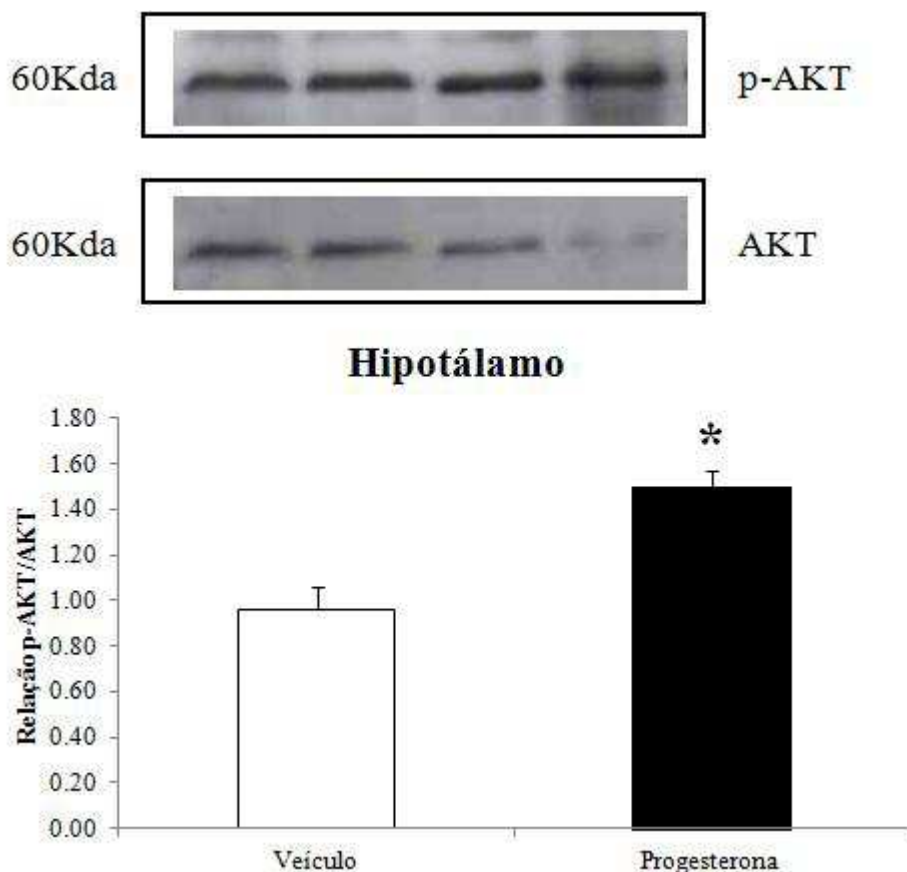 60Kda p-AKT
60Kda AKT
Hipotálamo
Relação p-AKT/AKT
1.80
1.60
1.40
1.20
1.00
0.80
0.60
0.40
0.20
0.00
*
Veículo Progesterona